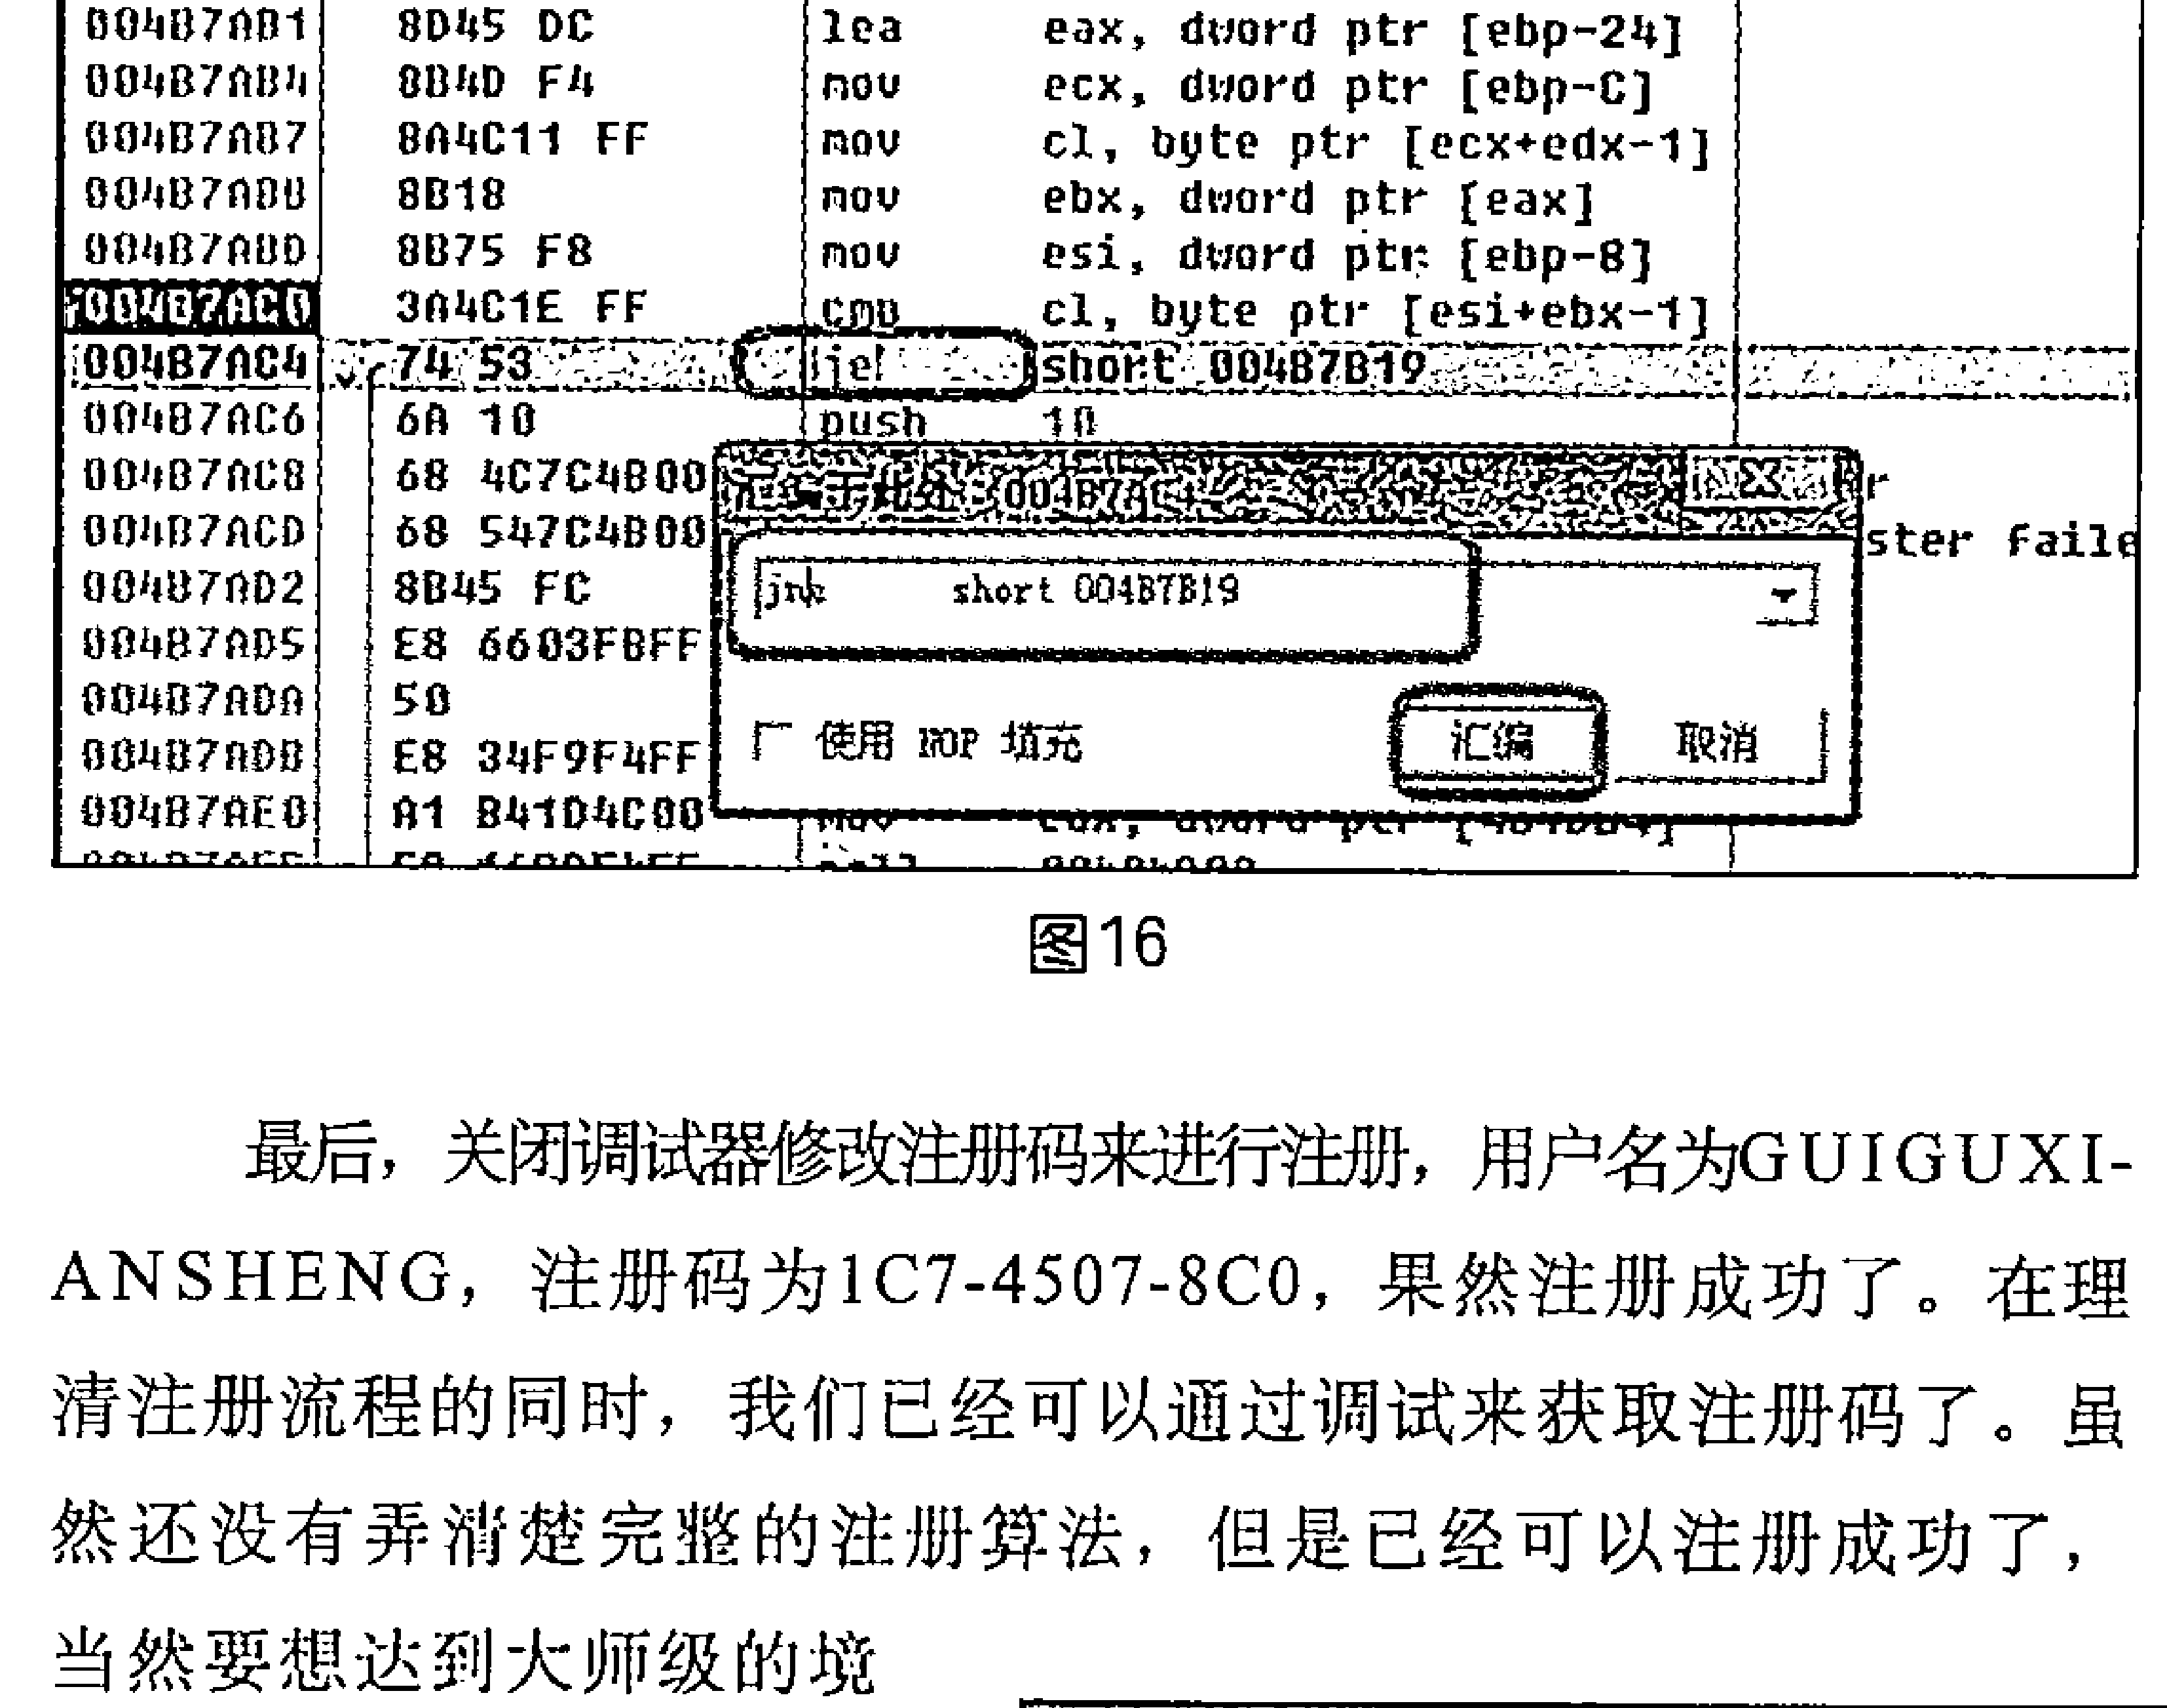 004B7AB1 8D45 DC lea eax, dword ptr [ebp-24]
004B7AB4 8B4D F4 mov ecx, dword ptr [ebp-C]
004B7AB7 8A4C11 FF mov cl, byte ptr [ecx+edx-1]
004B7ABB 8B18 mov ebx, dword ptr [eax]
004B7ABD 8B75 F8 mov esi, dword ptr [ebp-8]
004B7AC0 3A4C1E FF cmp cl, byte ptr [esi+ebx-1]
004B7AC4 74 53 je short 004B7B19
004B7AC6 6A 10 push 10
004B7AC8 68 4C7C4B00 r
004B7ACD 68 547C4B00 ster faile
004B7AD2 8B45 FC
004B7AD5 E8 6603F8FF
004B7ADA 50
004B7ADB E8 34F9F4FF
004B7AE0 A1 B41D4C00 mov eax, dword ptr
004B7AC4
short 004B7B19
使用 NOP 填充
汇编 取消
图16
最后，关闭调试器修改注册码来进行注册，用户名为GUIGUXI-
ANSHENG，注册码为1C7-4507-8C0，果然注册成功了。在理
清注册流程的同时，我们已经可以通过调试来获取注册码了。虽
然还没有弄清楚完整的注册算法，但是已经可以注册成功了，
当然要想达到大师级的境